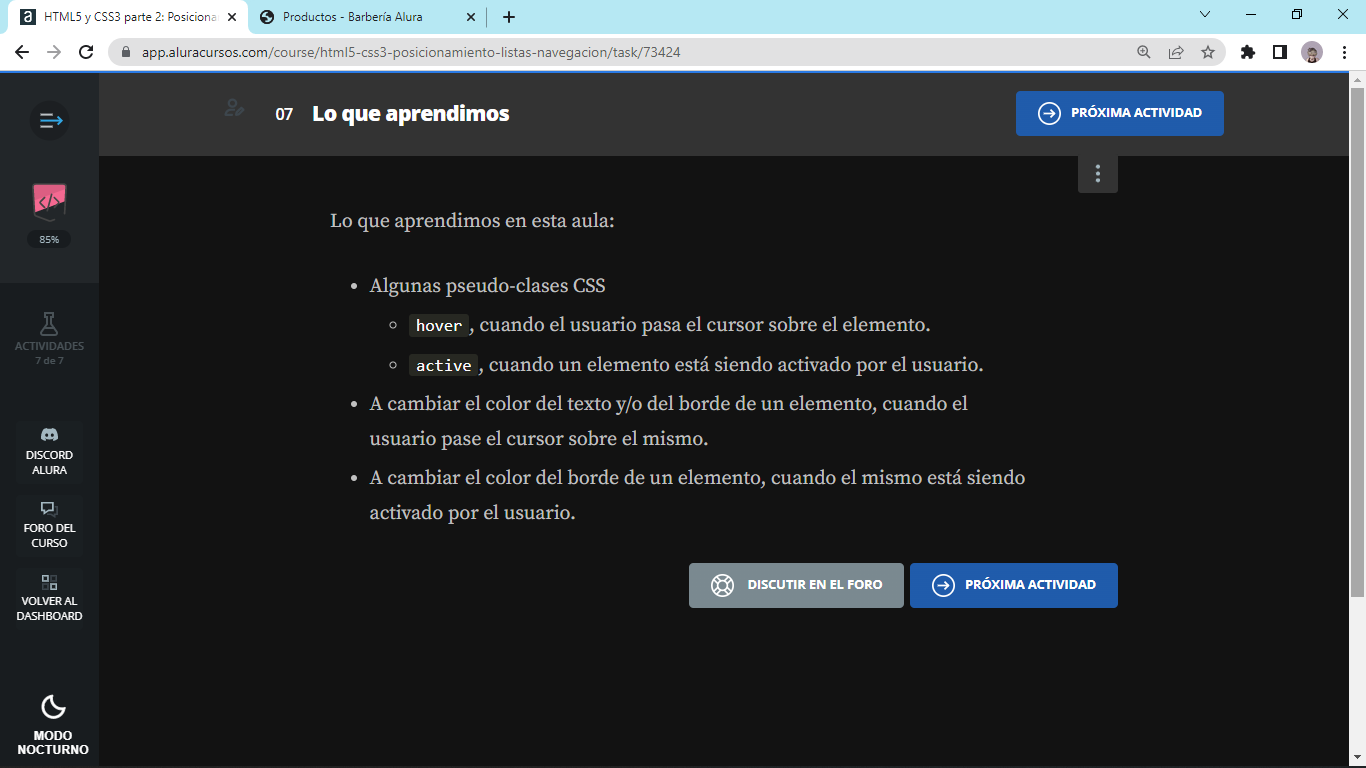 HTML5 y CSS3 parte 2: Posiciona
Productos - Barbería Alura
app.aluracursos.com/course/html5-css3-posicionamiento-listas-navegacion/task/73424
07 Lo que aprendimos
PRÓXIMA ACTIVIDAD
85%
ACTIVIDADES
7 de 7
DISCORD
ALURA
FORO DEL
CURSO
VOLVER AL
DASHBOARD
MODO
NOCTURNO
Lo que aprendimos en esta aula:
• Algunas pseudo-clases CSS
◦ hover, cuando el usuario pasa el cursor sobre el elemento.
◦ active, cuando un elemento está siendo activado por el usuario.
• A cambiar el color del texto y/o del borde de un elemento, cuando el
usuario pase el cursor sobre el mismo.
• A cambiar el color del borde de un elemento, cuando el mismo está siendo
activado por el usuario.
DISCUTIR EN EL FORO
PRÓXIMA ACTIVIDAD